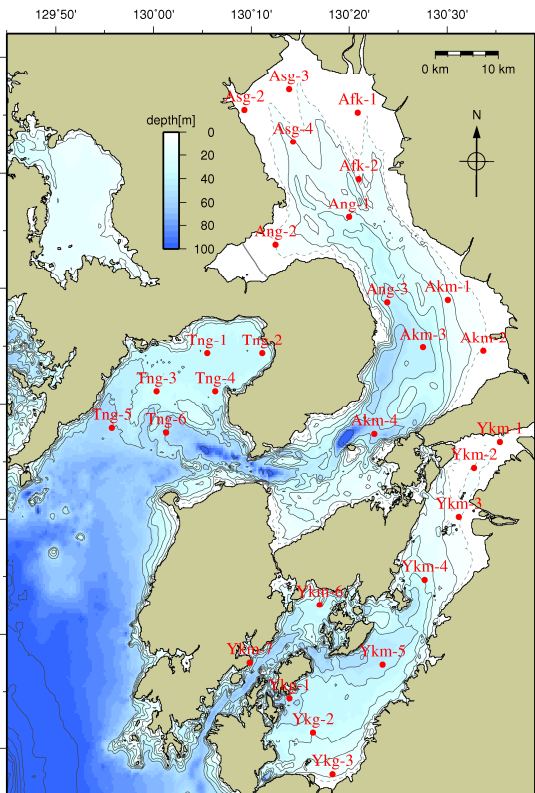 129°50' 130°00' 130°10' 130°20' 130°30'
0 km 10 km
N
depth[m]
0
20
40
60
80
100
Asg-3
Asg-2
Afk-1
Asg-4
Afk-2
Ang-1
Ang-2
Ang-3
Akm-1
Tng-1
Tng-2
Akm-3
Akm-2
Tng-3
Tng-4
Tng-5
Tng-6
Akm-4
Ykm-1
Ykm-2
Ykm-3
Ykm-4
Ykm-6
Ykm-7
Ykm-5
Ykg-1
Ykg-2
Ykg-3